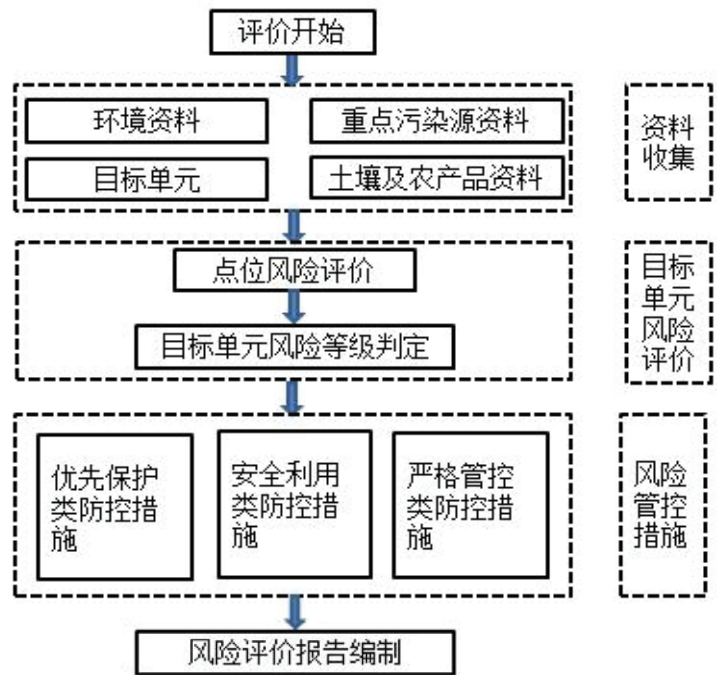 评价开始
环境资料
重点污染源资料
目标单元
土壤及农产品资料
资料
收集
点位风险评价
目标单元风险等级判定
目标
单元
风险
评价
优先保护
类防控措
施
安全利用
类防控措
施
严格管控
类防控措
施
风险
管控
措施
风险评价报告编制